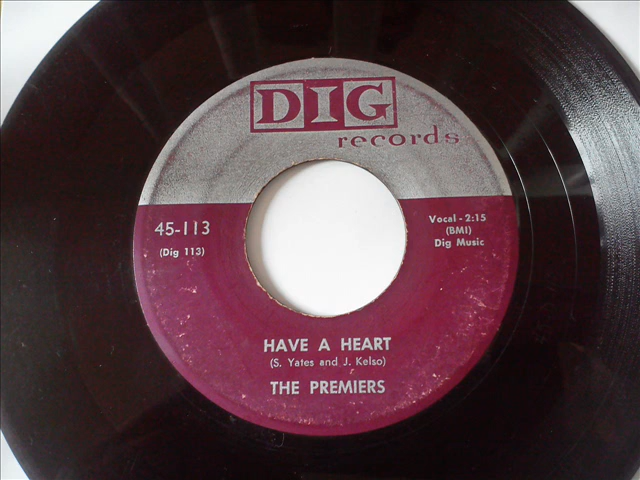 DIG
records
45-113
(Dig 113)
Vocal - 2:15
(BMI)
Dig Music
HAVE A HEART
(S. Yates and J. Kelso)
THE PREMIERS